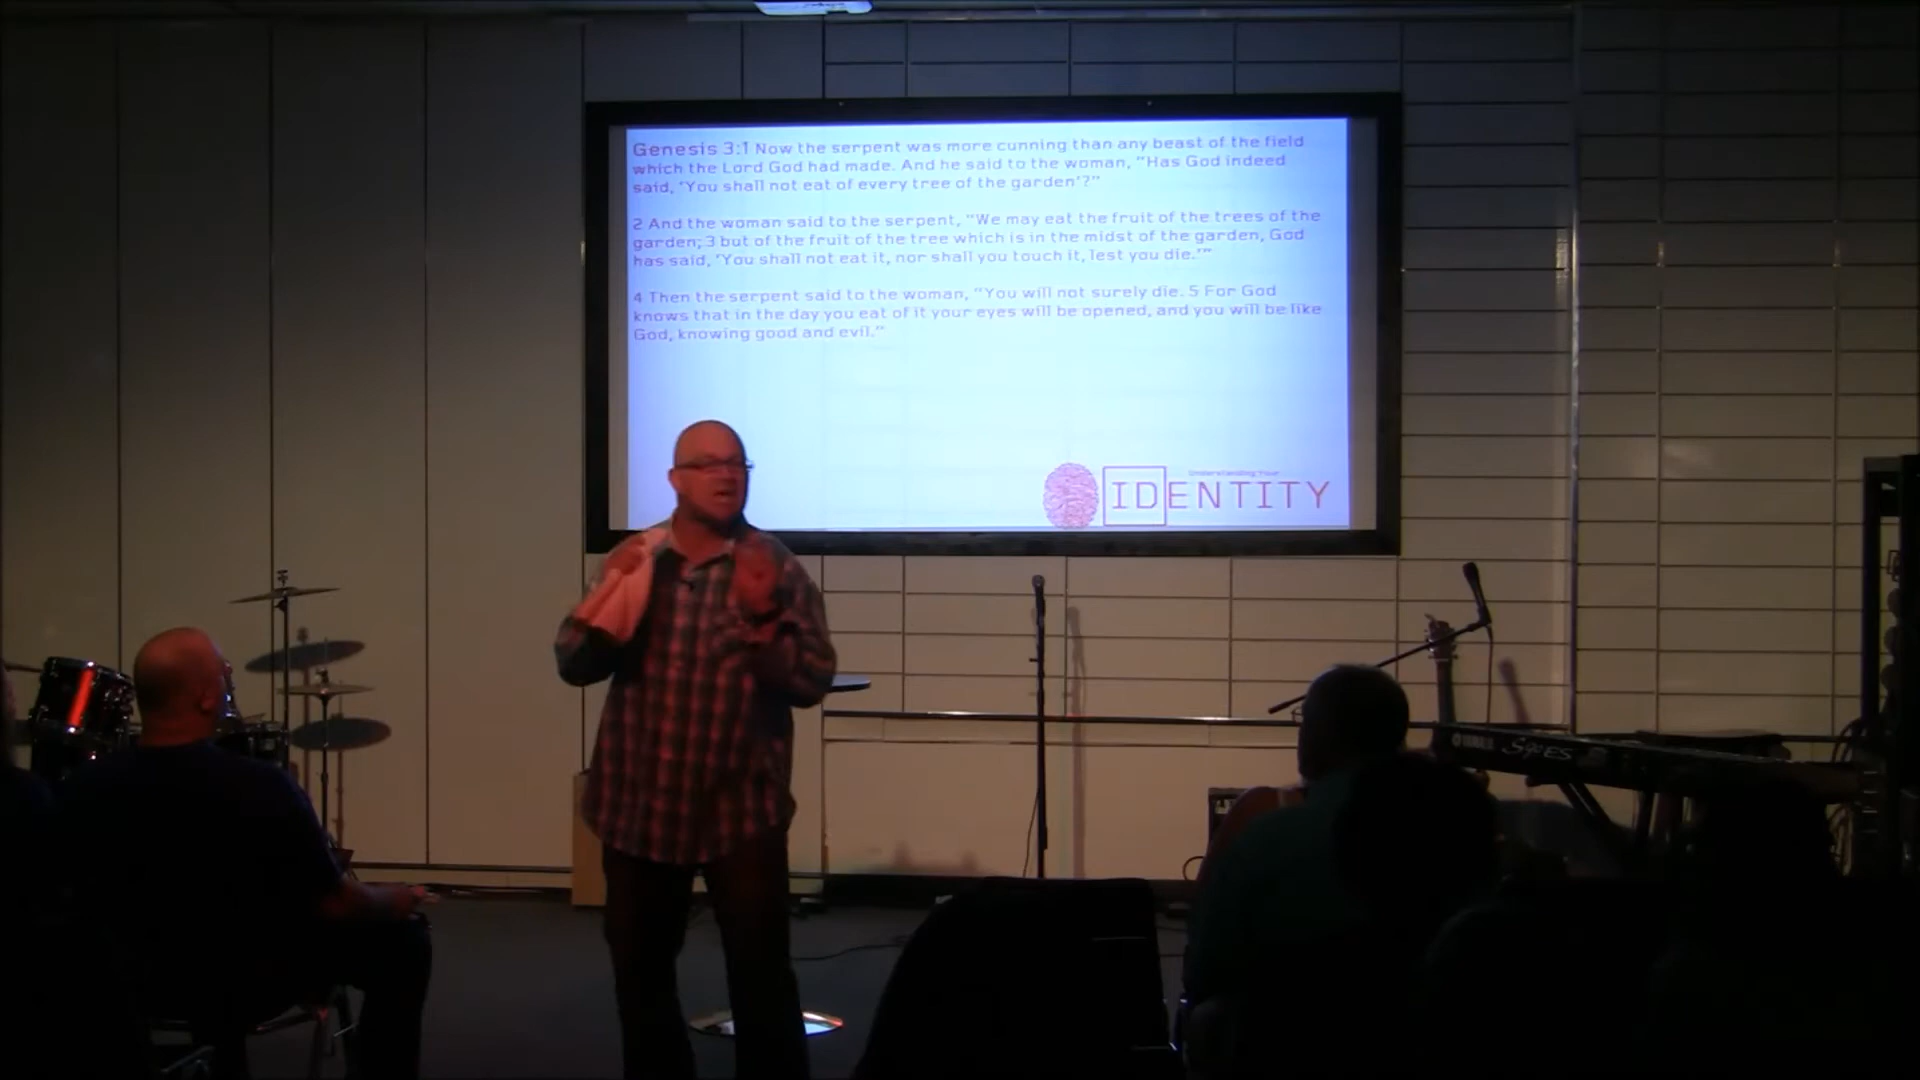 Genesis 3:1 Now the serpent was more cunning than any beast of the field
which the Lord God had made. And he said to the woman, "Has God indeed
said, 'You shall not eat of every tree of the garden'?"
2 And the woman said to the serpent, "We may eat the fruit of the trees of the
garden; 3 but of the fruit of the tree which is in the midst of the garden, God
has said, 'You shall not eat it, nor shall you touch it, lest you die.'"
4 Then the serpent said to the woman, "You will not surely die. 5 For God
knows that in the day you eat of it your eyes will be opened, and you will be like
God, knowing good and evil."
Understanding Your
IDENTITY
YAMAHA S90ES